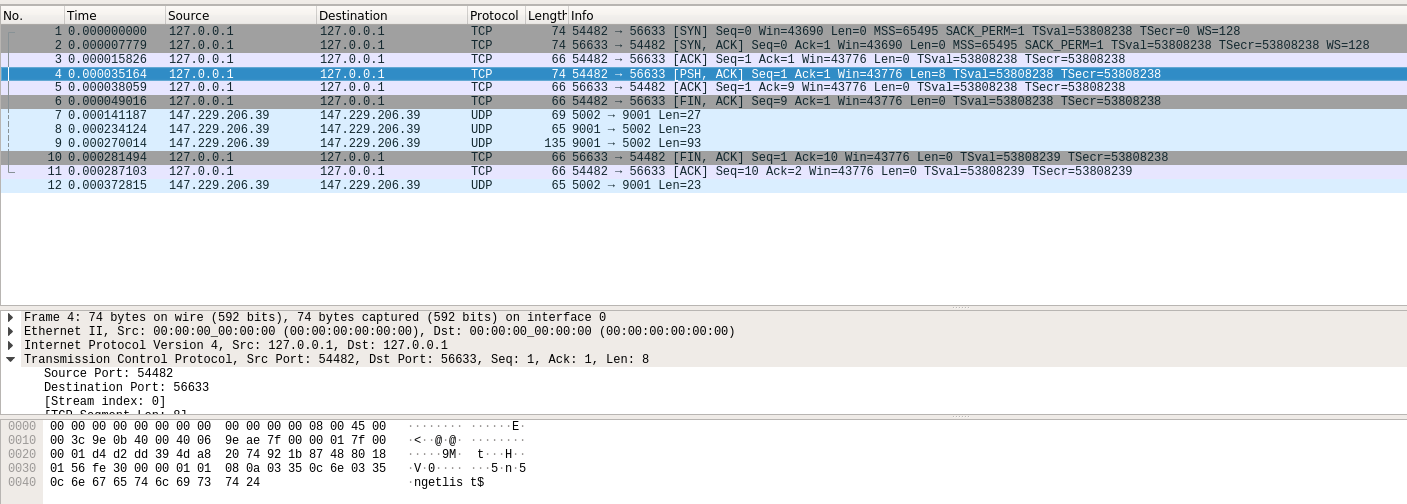 No. Time Source Destination Protocol Length Info
1 0.000000000 127.0.0.1 127.0.0.1 TCP 74 54482 → 56633 [SYN] Seq=0 Win=43690 Len=0 MSS=65495 SACK_PERM=1 TSval=53808238 TSecr=0 WS=128
2 0.000007779 127.0.0.1 127.0.0.1 TCP 74 56633 → 54482 [SYN, ACK] Seq=0 Ack=1 Win=43690 Len=0 MSS=65495 SACK_PERM=1 TSval=53808238 TSecr=53808238 WS=128
3 0.000015826 127.0.0.1 127.0.0.1 TCP 66 54482 → 56633 [ACK] Seq=1 Ack=1 Win=43776 Len=0 TSval=53808238 TSecr=53808238
4 0.000035164 127.0.0.1 127.0.0.1 TCP 74 54482 → 56633 [PSH, ACK] Seq=1 Ack=1 Win=43776 Len=8 TSval=53808238 TSecr=53808238
5 0.000038059 127.0.0.1 127.0.0.1 TCP 66 56633 → 54482 [ACK] Seq=1 Ack=9 Win=43776 Len=0 TSval=53808238 TSecr=53808238
6 0.000049016 127.0.0.1 127.0.0.1 TCP 66 54482 → 56633 [FIN, ACK] Seq=9 Ack=1 Win=43776 Len=0 TSval=53808238 TSecr=53808238
7 0.000141187 147.229.206.39 147.229.206.39 UDP 69 5002 → 9001 Len=27
8 0.000234124 147.229.206.39 147.229.206.39 UDP 65 9001 → 5002 Len=23
9 0.000270014 147.229.206.39 147.229.206.39 UDP 135 9001 → 5002 Len=93
10 0.000281494 127.0.0.1 127.0.0.1 TCP 66 56633 → 54482 [FIN, ACK] Seq=1 Ack=10 Win=43776 Len=0 TSval=53808239 TSecr=53808238
11 0.000287103 127.0.0.1 127.0.0.1 TCP 66 54482 → 56633 [ACK] Seq=10 Ack=2 Win=43776 Len=0 TSval=53808239 TSecr=53808239
12 0.000372815 147.229.206.39 147.229.206.39 UDP 65 5002 → 9001 Len=23
Frame 4: 74 bytes on wire (592 bits), 74 bytes captured (592 bits) on interface 0
Ethernet II, Src: 00:00:00_00:00:00 (00:00:00:00:00:00), Dst: 00:00:00_00:00:00 (00:00:00:00:00:00)
Internet Protocol Version 4, Src: 127.0.0.1, Dst: 127.0.0.1
Transmission Control Protocol, Src Port: 54482, Dst Port: 56633, Seq: 1, Ack: 1, Len: 8
Source Port: 54482
Destination Port: 56633
[Stream index: 0]
[TCP Segment Len: 8]
0000 00 00 00 00 00 00 00 00 00 00 00 00 08 00 45 00 ········ ······E·
0010 00 3c 9e 0b 40 00 40 06 9e ae 7f 00 00 01 7f 00 ·<··@·@· ········
0020 00 01 d4 d2 dd 39 4d a8 20 74 92 1b 87 48 80 18 ·····9M· t···H··
0030 01 56 fe 30 00 00 01 01 08 0a 03 35 0c 6e 03 35 ·V·0···· ···5·n·5
0040 0c 6e 67 65 74 6c 69 73 74 24 ·ngetlis t$